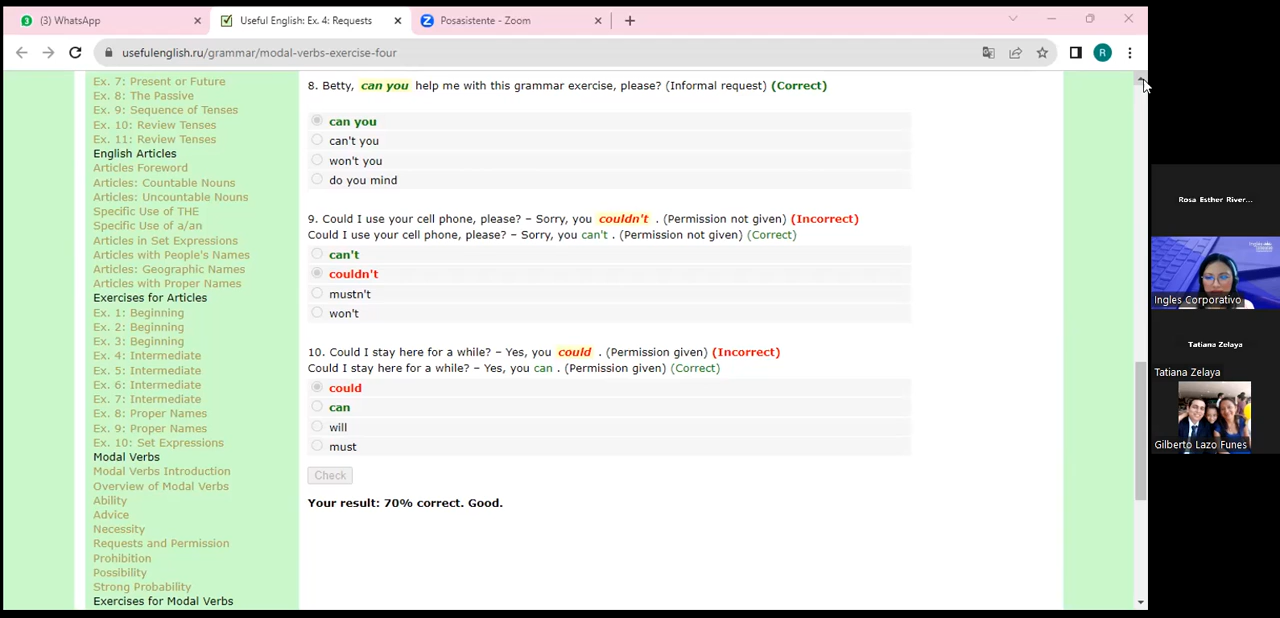 (3) WhatsApp
Useful English: Ex. 4: Requests
Posasistente - Zoom
usefulenglish.ru/grammar/modal-verbs-exercise-four
R
Ex. 7: Present or Future
Ex. 8: The Passive
Ex. 9: Sequence of Tenses
Ex. 10: Review Tenses
Ex. 11: Review Tenses
English Articles
Articles Foreword
Articles: Countable Nouns
Articles: Uncountable Nouns
Specific Use of THE
Specific Use of a/an
Articles in Set Expressions
Articles with People's Names
Articles: Geographic Names
Articles with Proper Names
Exercises for Articles
Ex. 1: Beginning
Ex. 2: Beginning
Ex. 3: Beginning
Ex. 4: Intermediate
Ex. 5: Intermediate
Ex. 6: Intermediate
Ex. 7: Intermediate
Ex. 8: Proper Names
Ex. 9: Proper Names
Ex. 10: Set Expressions
Modal Verbs
Modal Verbs Introduction
Overview of Modal Verbs
Ability
Advice
Necessity
Requests and Permission
Prohibition
Possibility
Strong Probability
Exercises for Modal Verbs
8. Betty, can you help me with this grammar exercise, please? (Informal request) (Correct)
can you
can't you
won't you
do you mind
9. Could I use your cell phone, please? – Sorry, you couldn't . (Permission not given) (Incorrect)
Could I use your cell phone, please? – Sorry, you can't . (Permission not given) (Correct)
can't
couldn't
mustn't
won't
10. Could I stay here for a while? – Yes, you could . (Permission given) (Incorrect)
Could I stay here for a while? – Yes, you can . (Permission given) (Correct)
could
can
will
must
Check
Your result: 70% correct. Good.
Rosa Esther River...
Ingles Corporativo
Tatiana Zelaya
Tatiana Zelaya
Gilberto Lazo Funes